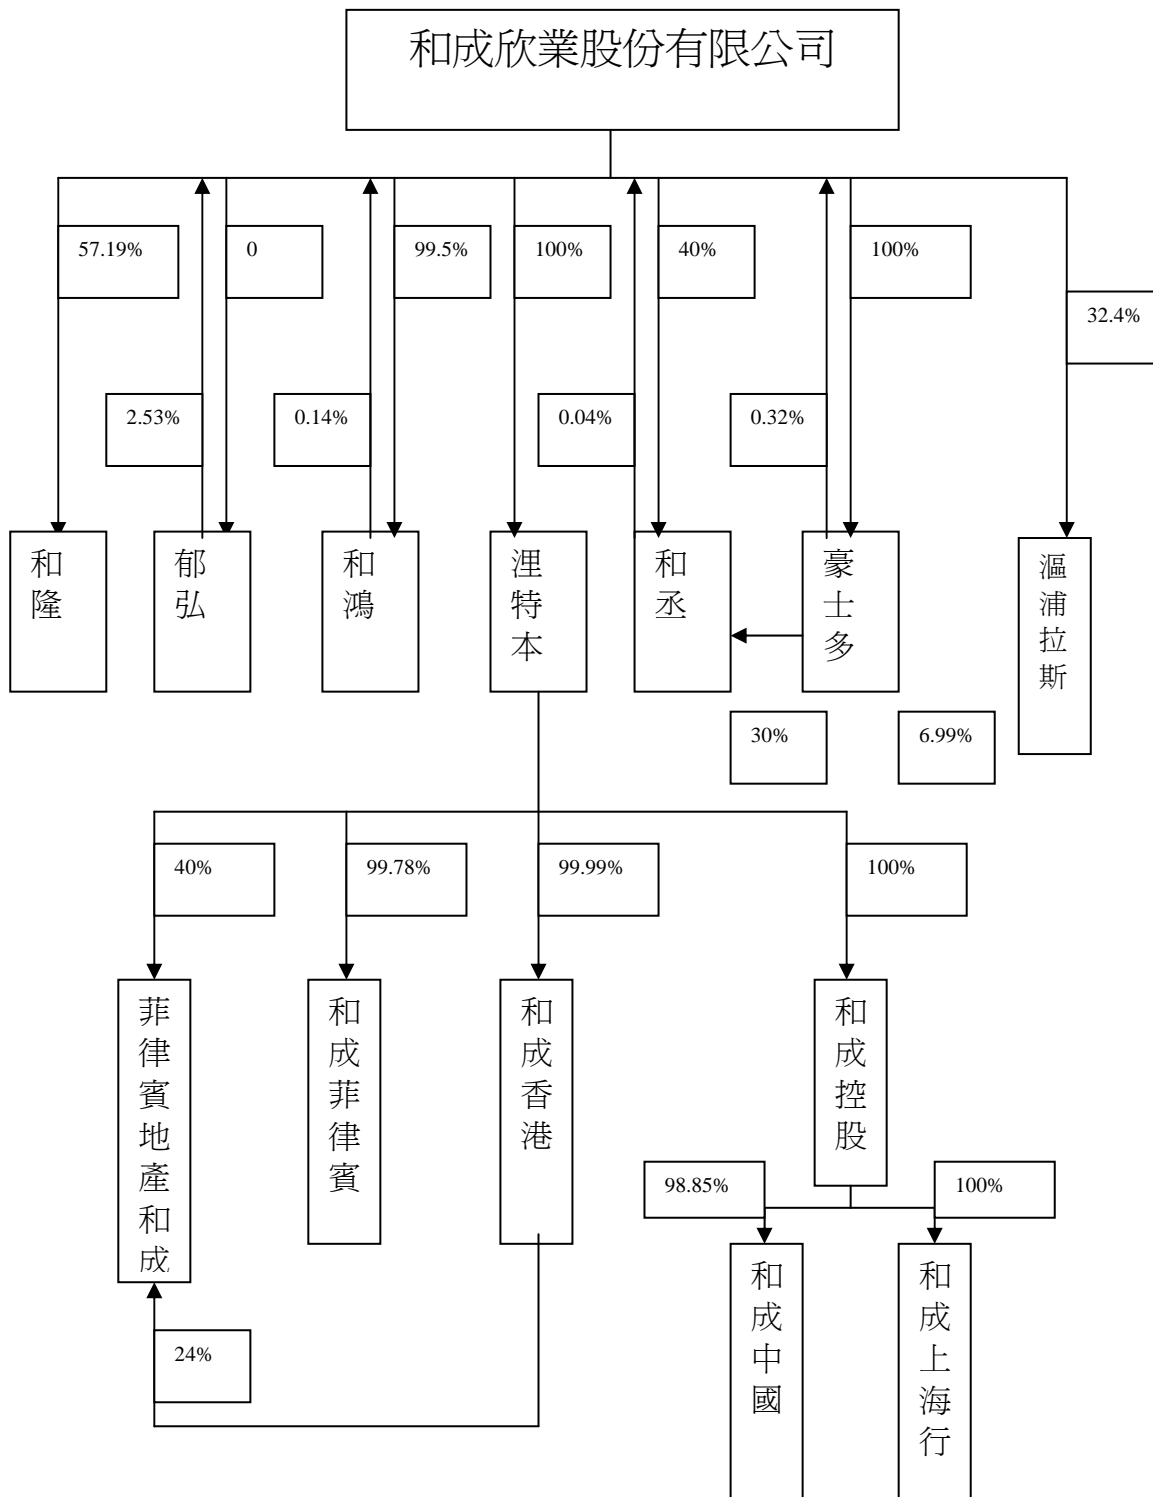 和成欣業股份有限公司
57.19%
0
99.5%
100%
40%
100%
32.4%
2.53%
0.14%
0.04%
0.32%
和隆
郁弘
和鴻
浬特本
和丞
豪士多
漚浦拉斯
30%
6.99%
40%
99.78%
99.99%
100%
菲律賓地產和成
和成菲律賓
和成香港
和成控股
98.85%
100%
和成中國
和成上海行
24%